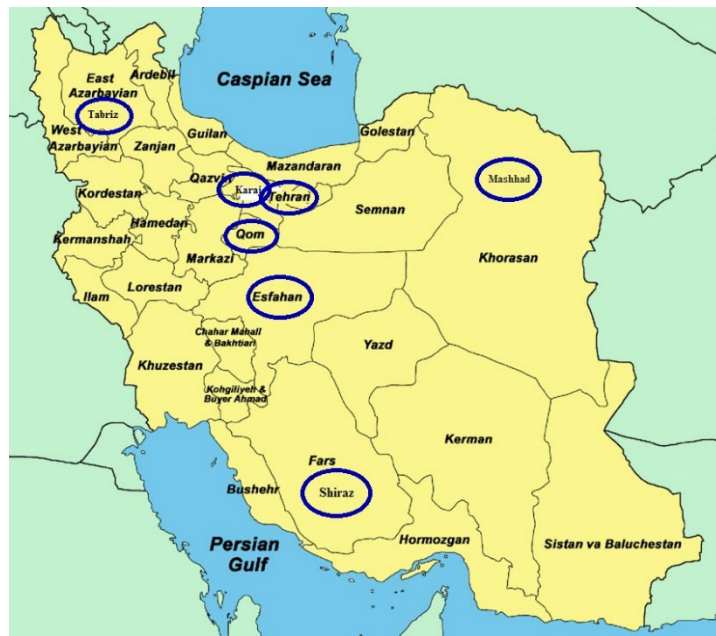 Caspian Sea
East
Azarbayian
Ardebil
Tabriz
West
Azarbayian
Zanjan
Guilan
Golestan
Mazandaran
Qazvin
Karaj
Tehran
Mashhad
Kordestan
Semnan
Hamedan
Qom
Kermanshah
Markazi
Khorasan
Lorestan
Ilam
Esfahan
Chahar Mahall
& Bakhtiari
Yazd
Khuzestan
Kohgiliyeh &
Buyer Ahmad
Kerman
Fars
Shiraz
Bushehr
Persian
Gulf
Hormozgan
Sistan va Baluchestan